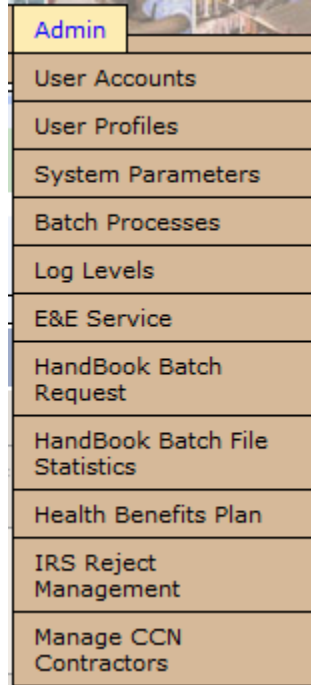 Admin
User Accounts
User Profiles
System Parameters
Batch Processes
Log Levels
E&E Service
HandBook Batch
Request
HandBook Batch File
Statistics
Health Benefits Plan
IRS Reject
Management
Manage CCN
Contractors